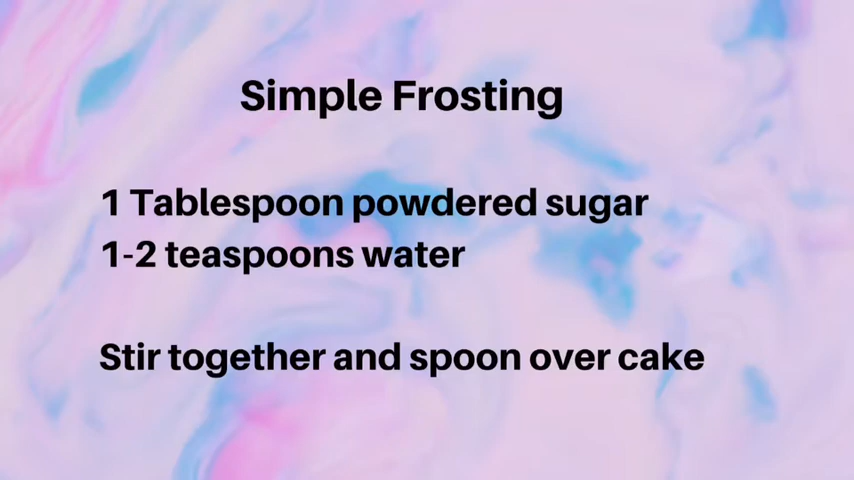 Simple Frosting
1 Tablespoon powdered sugar
1-2 teaspoons water
Stir together and spoon over cake